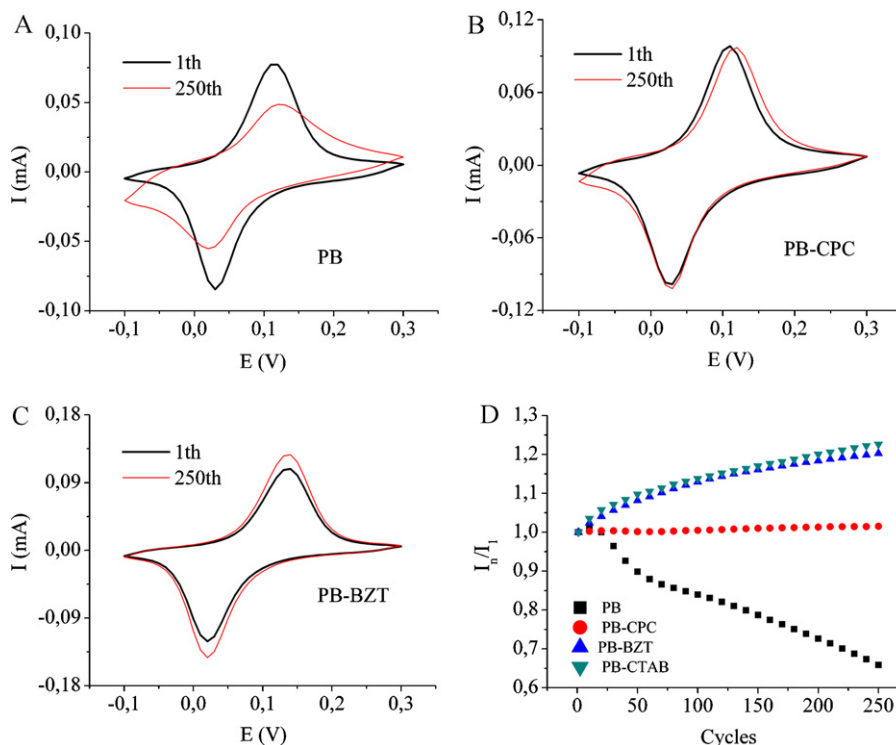 A
0,10
0,05
0,00
-0,05
-0,10
I (mA)
1th
250th
PB
-0,1 0,0 0,1 0,2 0,3
E (V)
B
0,12
0,06
0,00
-0,06
-0,12
I (mA)
1th
250th
PB-CPC
-0,1 0,0 0,1 0,2 0,3
E (V)
C
0,18
0,09
0,00
-0,09
-0,18
I (mA)
1th
250th
PB-BZT
-0,1 0,0 0,1 0,2 0,3
E (V)
D
1,3
1,2
1,1
1,0
0,9
0,8
0,7
0,6
Iₙ/I₁
PB
PB-CPC
PB-BZT
PB-CTAB
0 50 100 150 200 250
Cycles